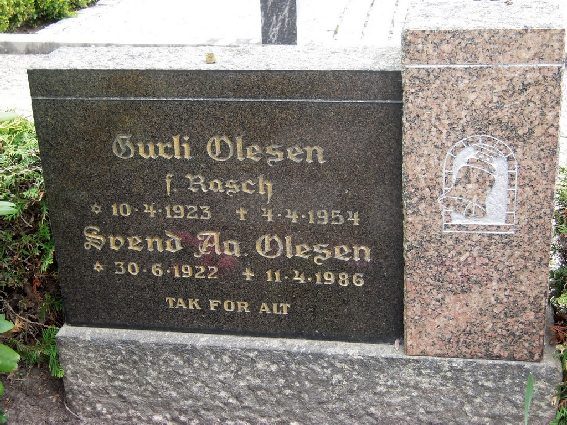 Gurli Olesen
f. Rasch
* 10·4·1923 ✝ 4·4·1954
Svend Aa. Olesen
* 30·6·1922 ✝ 11·4·1986
TAK FOR ALT